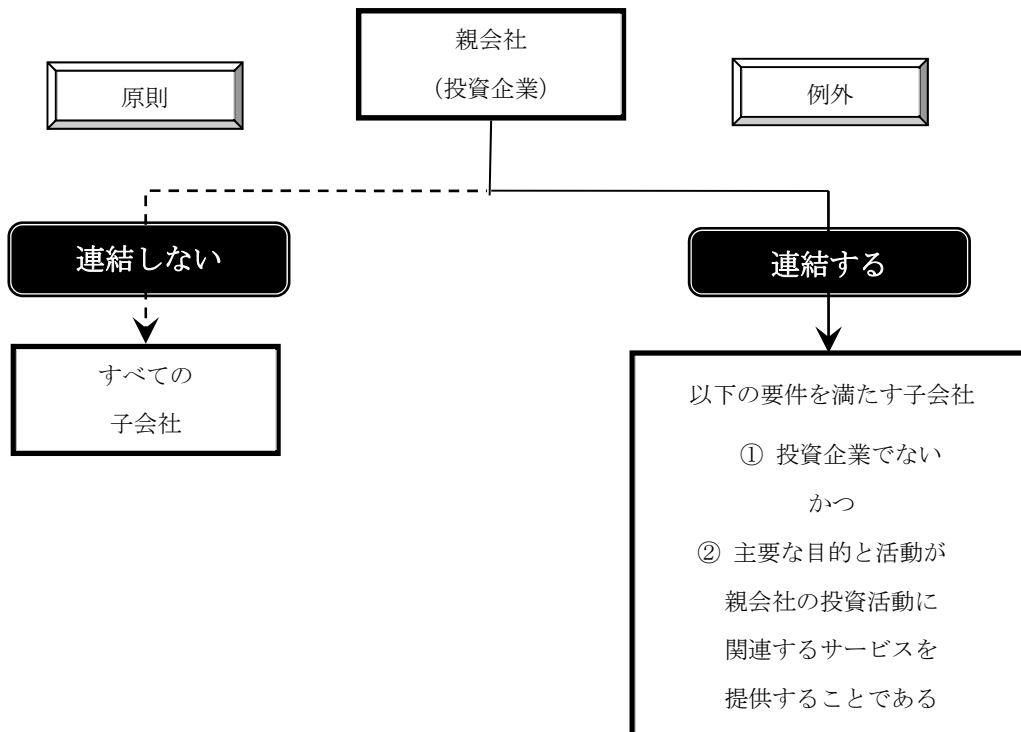 親会社
（投資企業）
原則
例外
連結しない
連結する
すべての
子会社
以下の要件を満たす子会社
① 投資企業でない
かつ
② 主要な目的と活動が
親会社の投資活動に
関連するサービスを
提供することである